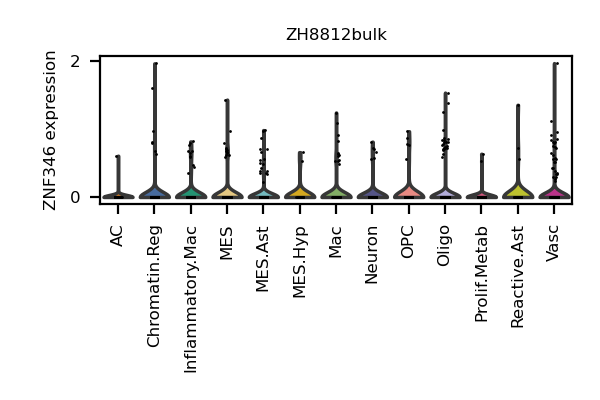 ZH8812bulk
ZNF346 expression
2
0
AC
Chromatin.Reg
Inflammatory.Mac
MES
MES.Ast
MES.Hyp
Mac
Neuron
OPC
Oligo
Prolif.Metab
Reactive.Ast
Vasc